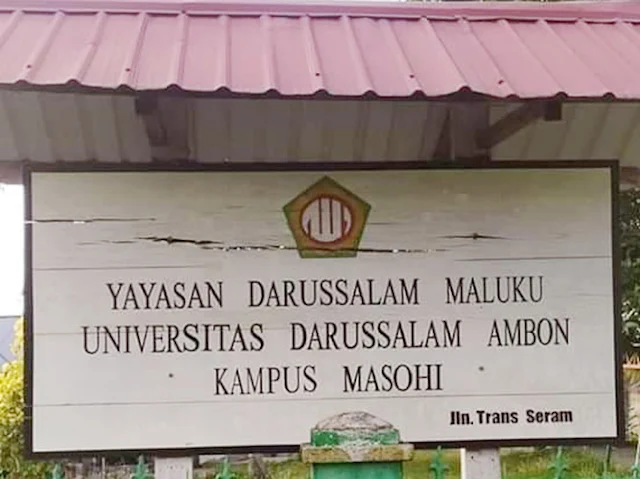 YAYASAN DARUSSALAM MALUKU
UNIVERSITAS DARUSSALAM AMBON
KAMPUS MASOHI
Jln. Trans Seram